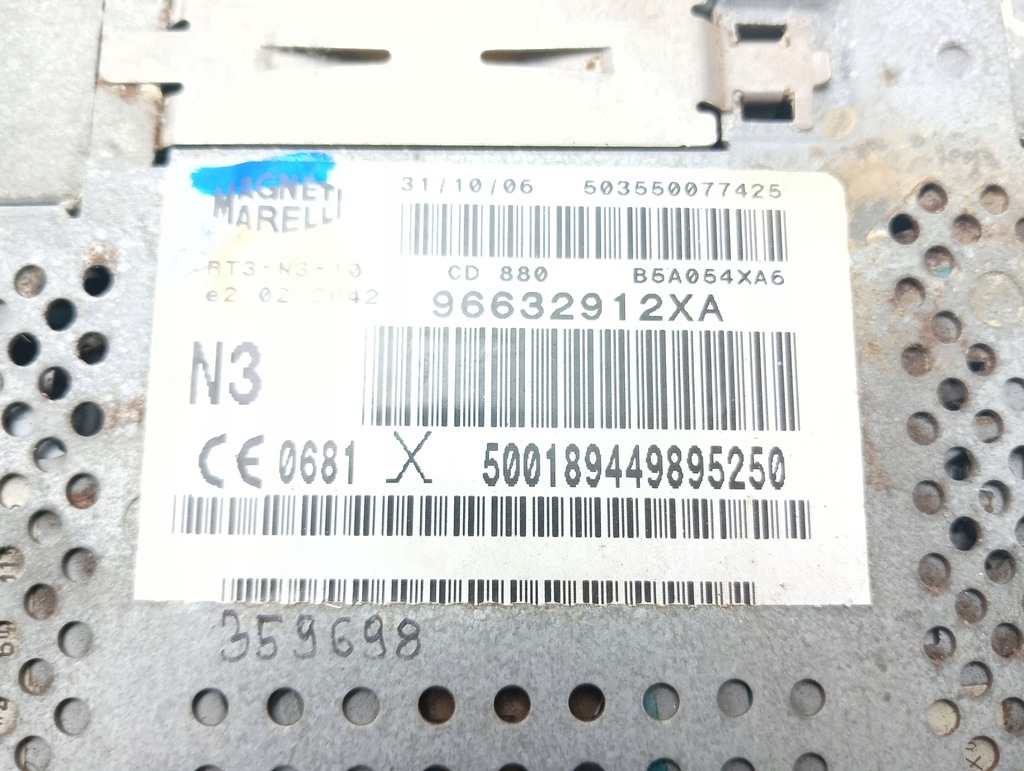 MAGNETI
MARELLI
31/10/06 503550077425
RT3-N3-10 CD 880 B5A054XA6
e2 02 2042 96632912XA
N3
CE 0681 X 500189449895250
359698